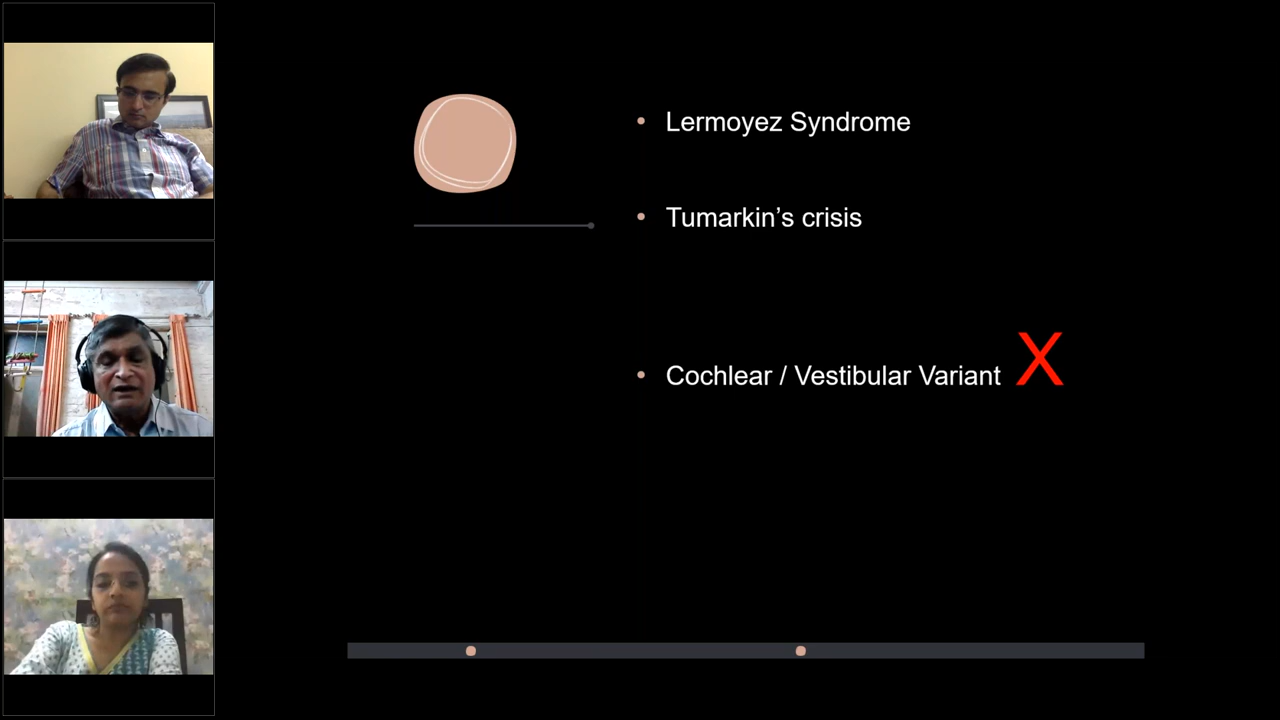 Lermoyez Syndrome
Tumarkin’s crisis
Cochlear / Vestibular Variant X